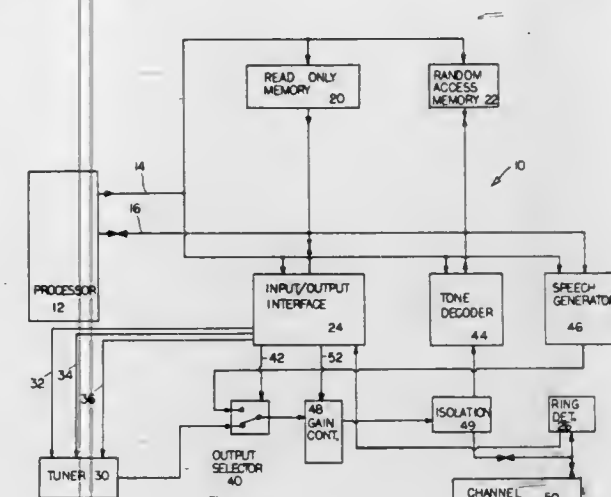 READ ONLY
MEMORY
20
RANDOM
ACCESS
MEMORY 22
14
10
16
PROCESSOR
12
INPUT/OUTPUT
INTERFACE
24
TONE
DECODER
44
SPEECH
GENERATOR
46
32
34
36
42
52
48
GAIN
CONT.
ISOLATION
49
RING
DET.
TUNER 30
OUTPUT
SELECTOR
40
CHANNEL 50